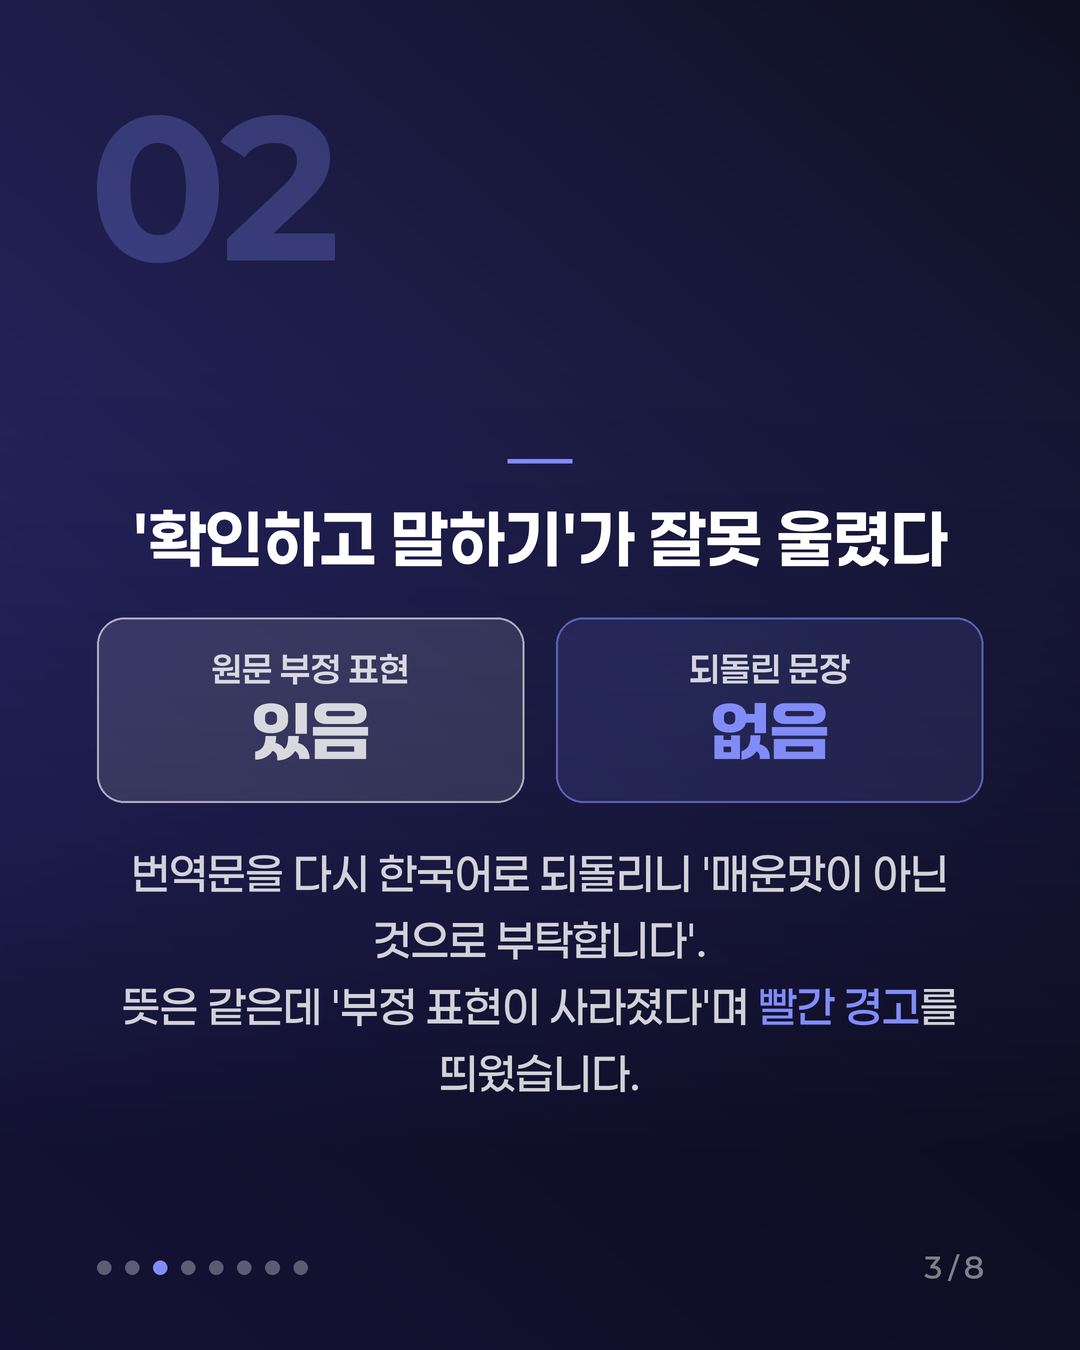 02
'확인하고 말하기'가 잘못 울렸다
원문 부정 표현
있음
되돌린 문장
없음
번역문을 다시 한국어로 되돌리니 '매운맛이 아닌
것으로 부탁합니다'.
뜻은 같은데 '부정 표현이 사라졌다'며 빨간 경고를
띄웠습니다.
3/8